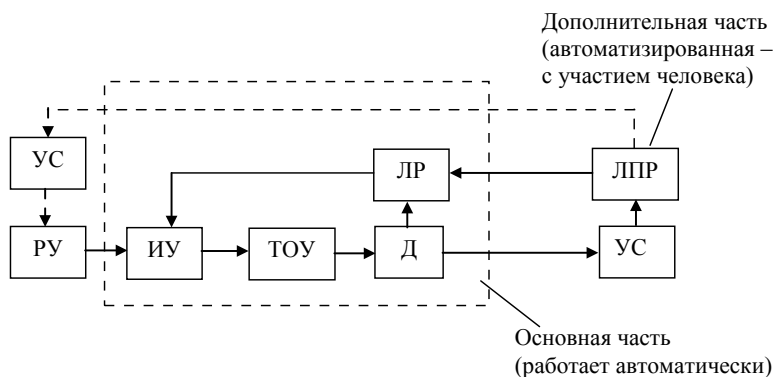 Дополнительная часть
(автоматизированная –
с участием человека)
УС
ЛР
ЛПР
РУ
ИУ
ТОУ
Д
УС
Основная часть
(работает автоматически)